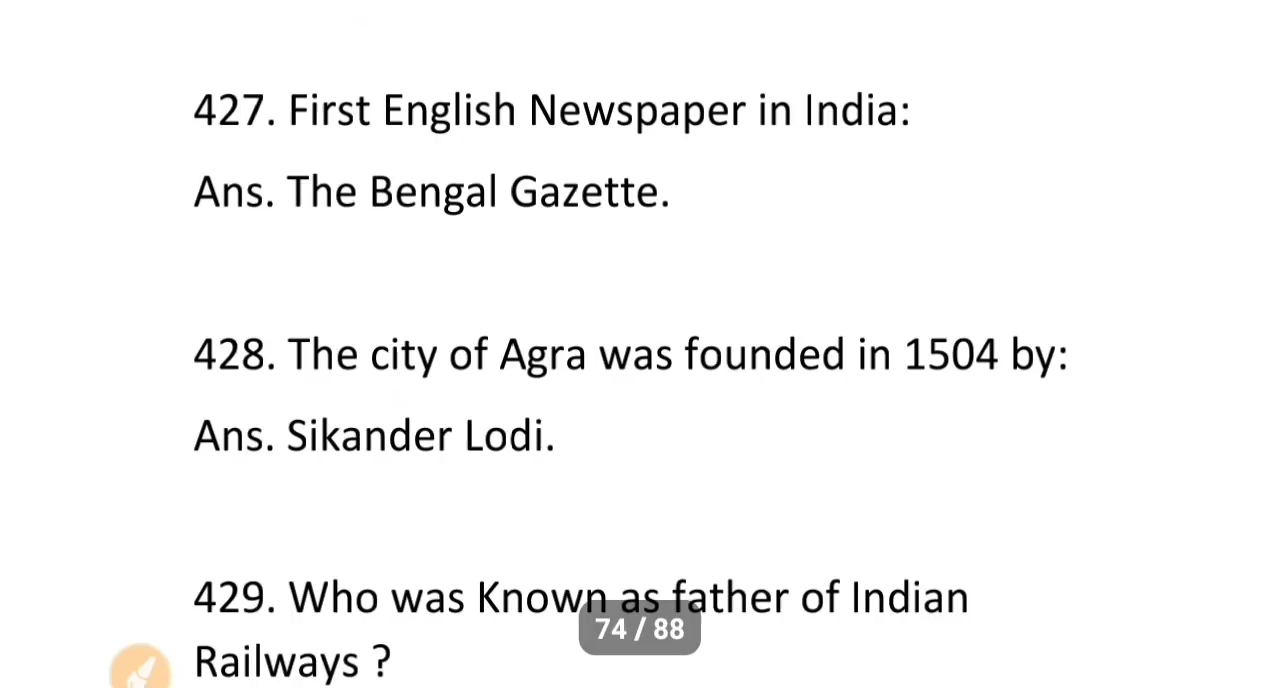 427. First English Newspaper in India:
Ans. The Bengal Gazette.
428. The city of Agra was founded in 1504 by:
Ans. Sikander Lodi.
429. Who was Known as father of Indian
74 / 88
Railways ?